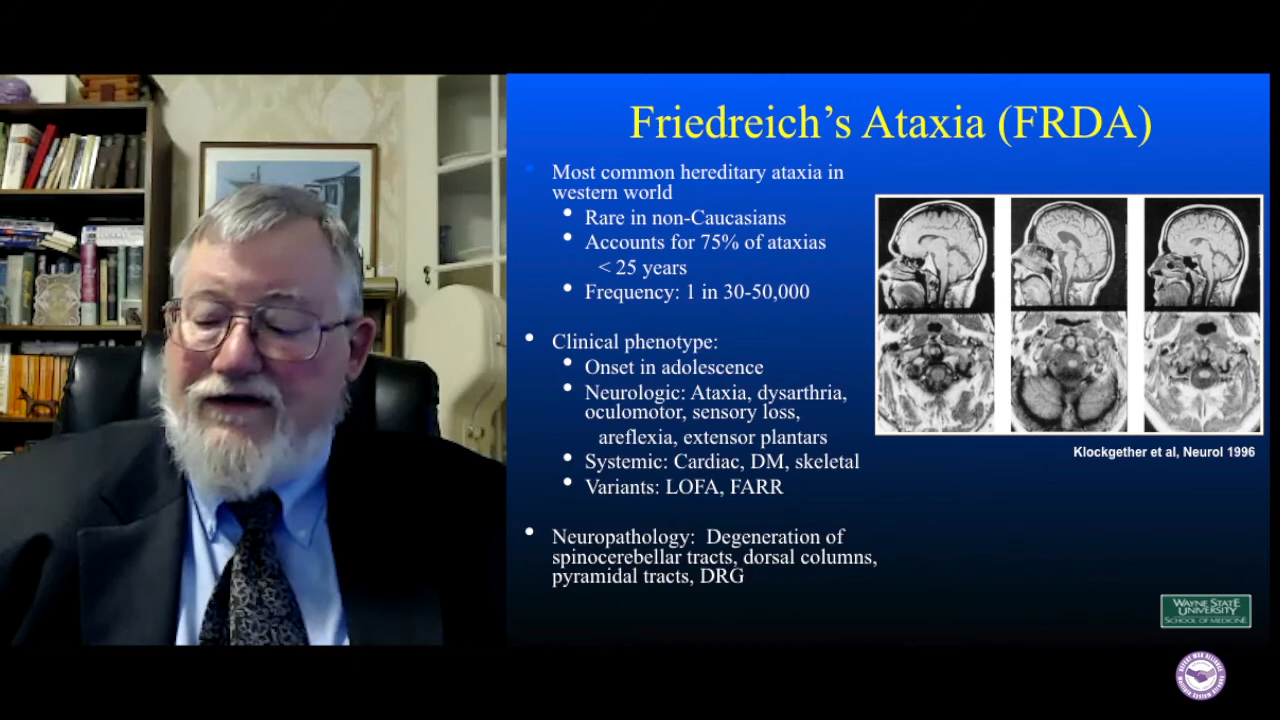 Friedreich's Ataxia (FRDA)
Most common hereditary ataxia in
western world
Rare in non-Caucasians
Accounts for 75% of ataxias
< 25 years
Frequency: 1 in 30-50,000
Clinical phenotype:
Onset in adolescence
Neurologic: Ataxia, dysarthria,
oculomotor, sensory loss,
areflexia, extensor plantars
Systemic: Cardiac, DM, skeletal
Variants: LOFA, FARR
Neuropathology: Degeneration of
spinocerebellar tracts, dorsal columns,
pyramidal tracts, DRG
Klockgether et al, Neurol 1996
WAYNE STATE
UNIVERSITY
SCHOOL OF MEDICINE
DEFEAT MSA ALLIANCE